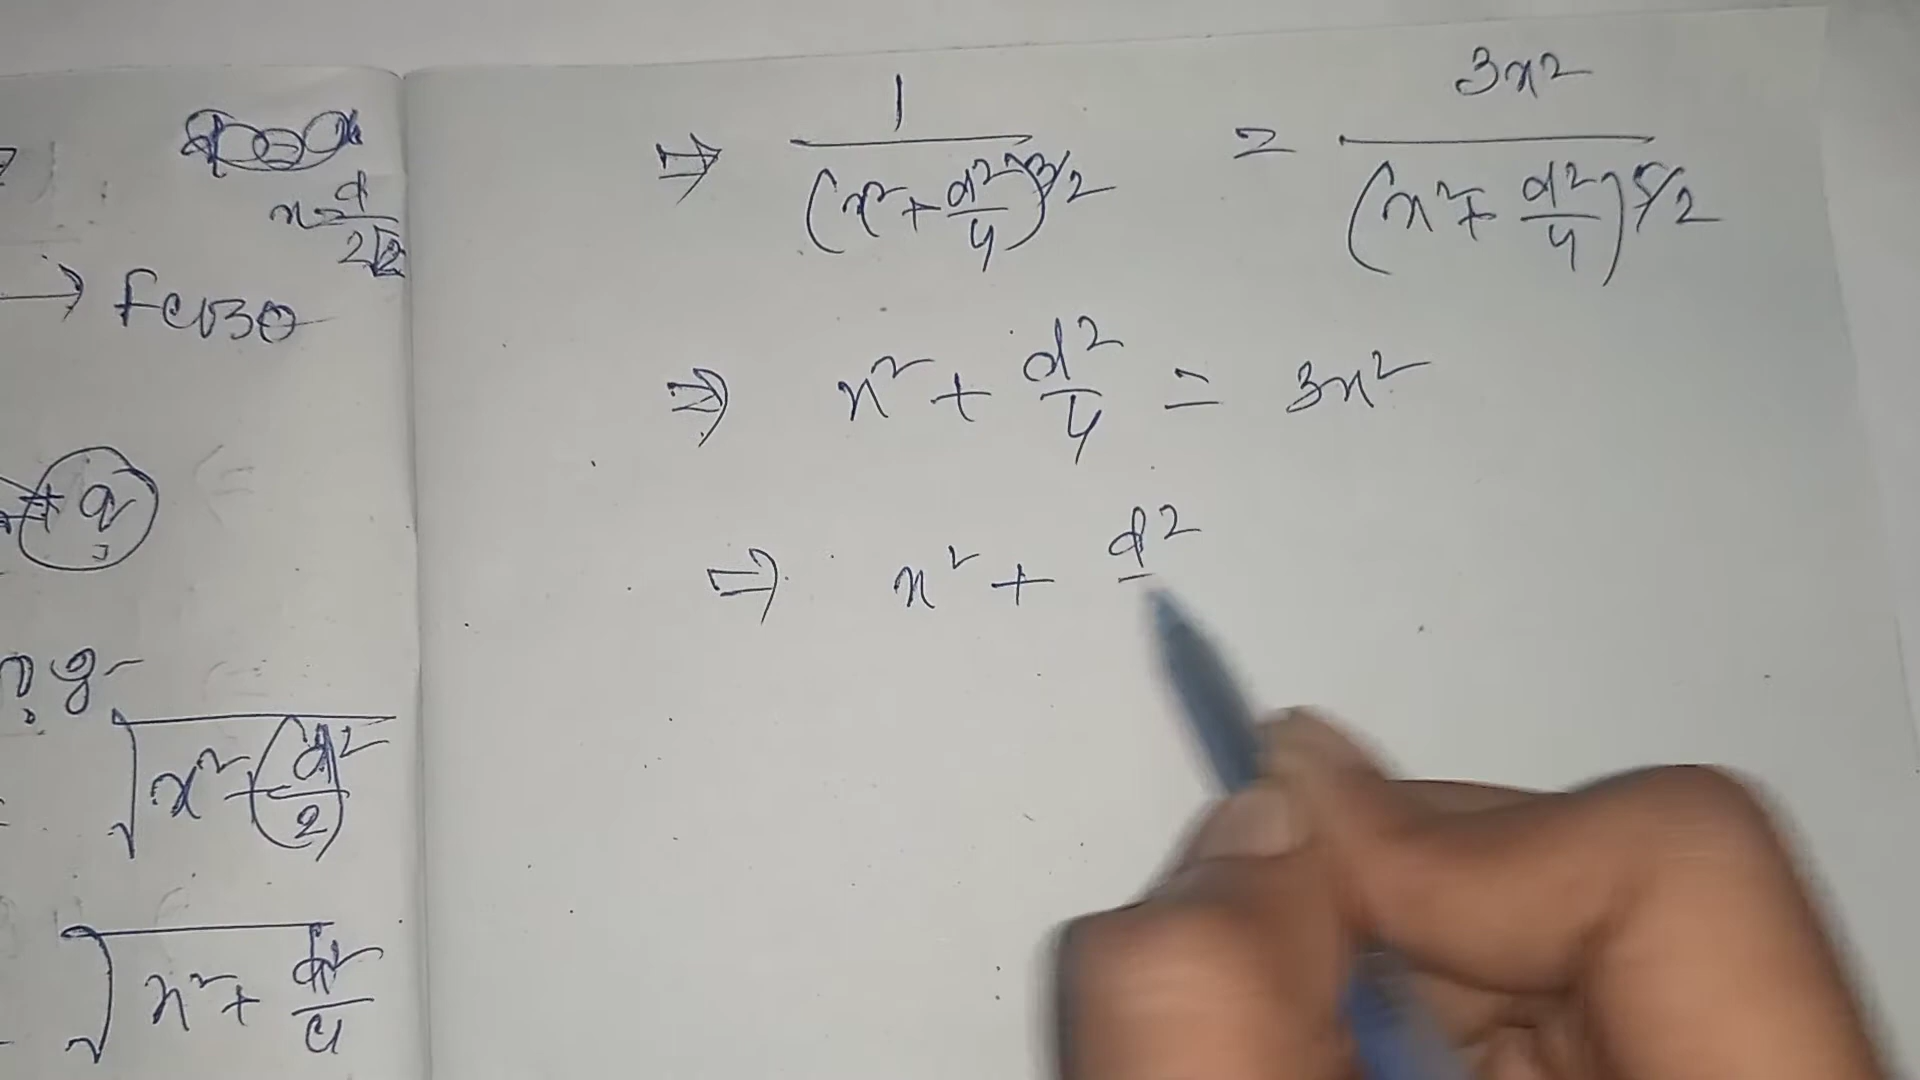 x = d/2√2
→ Fe(B)
+ q
√(x² + (d/2)²)
√(x² + d²/4)
⇒ 1/(x² + d²/4)^3/2 = 3x²/(x² + d²/4)^5/2
⇒ x² + d²/4 = 3x²
⇒ x² + d²